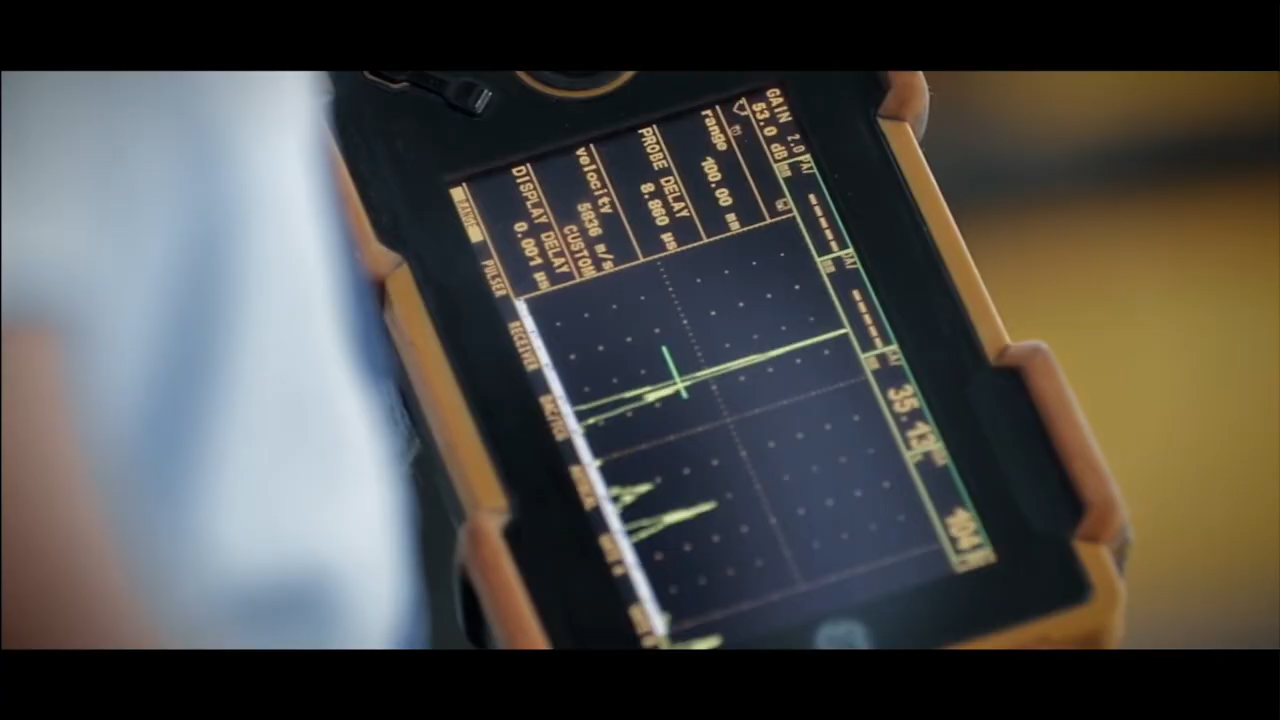 GAIN
53.0 dB
2.0
range
100.00 mm
PROBE DELAY
8.860 µs
velocity
5836 m/s
CUSTOM
DISPLAY DELAY
0.001 µs
RANGE
PULSER
RECEIVER
35.13
104